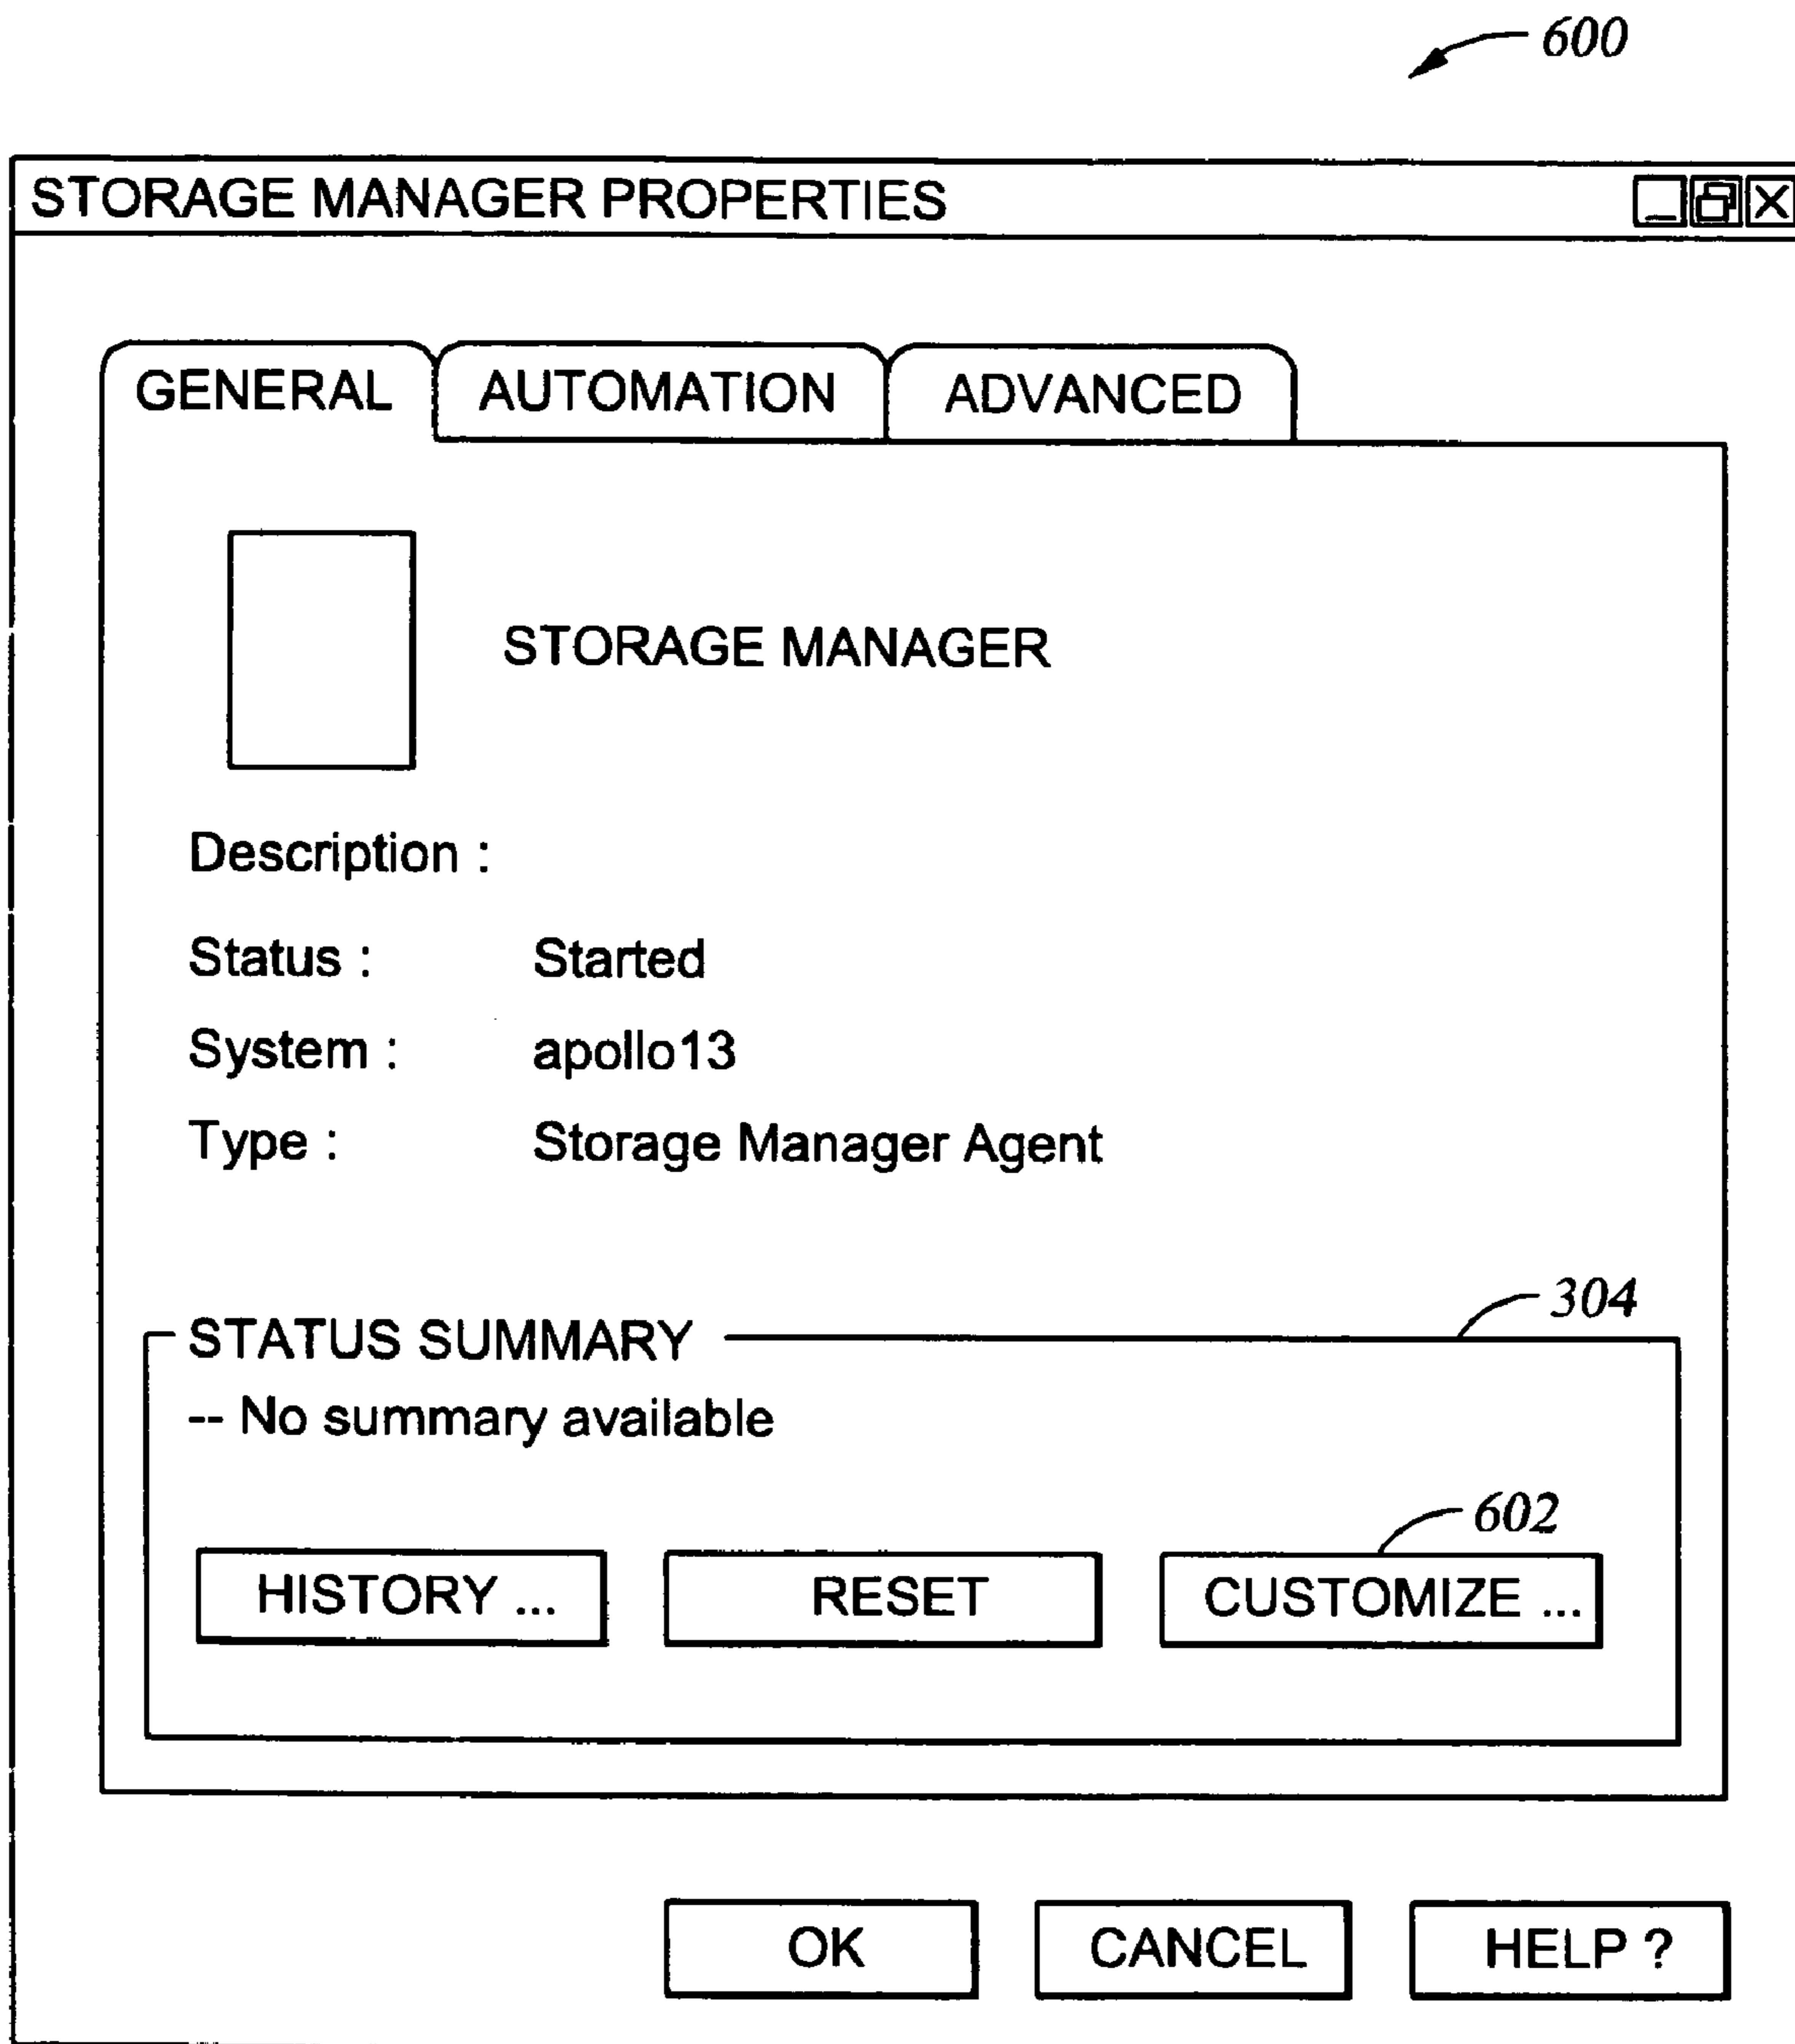 600
STORAGE MANAGER PROPERTIES
GENERAL AUTOMATION ADVANCED
STORAGE MANAGER
Description :
Status : Started
System : apollo13
Type : Storage Manager Agent
304
STATUS SUMMARY
-- No summary available
602
HISTORY ... RESET CUSTOMIZE ...
OK CANCEL HELP ?